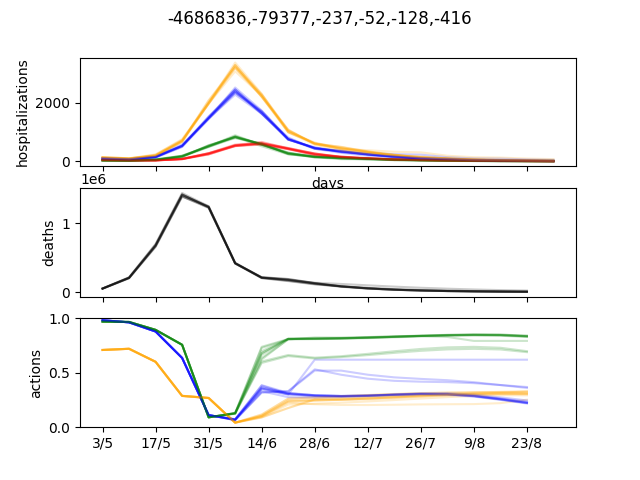 -4686836,-79377,-237,-52,-128,-416
hospitalizations
2000
0
days
1e6
deaths
1
0
actions
1.0
0.5
0.0
3/5 17/5 31/5 14/6 28/6 12/7 26/7 9/8 23/8